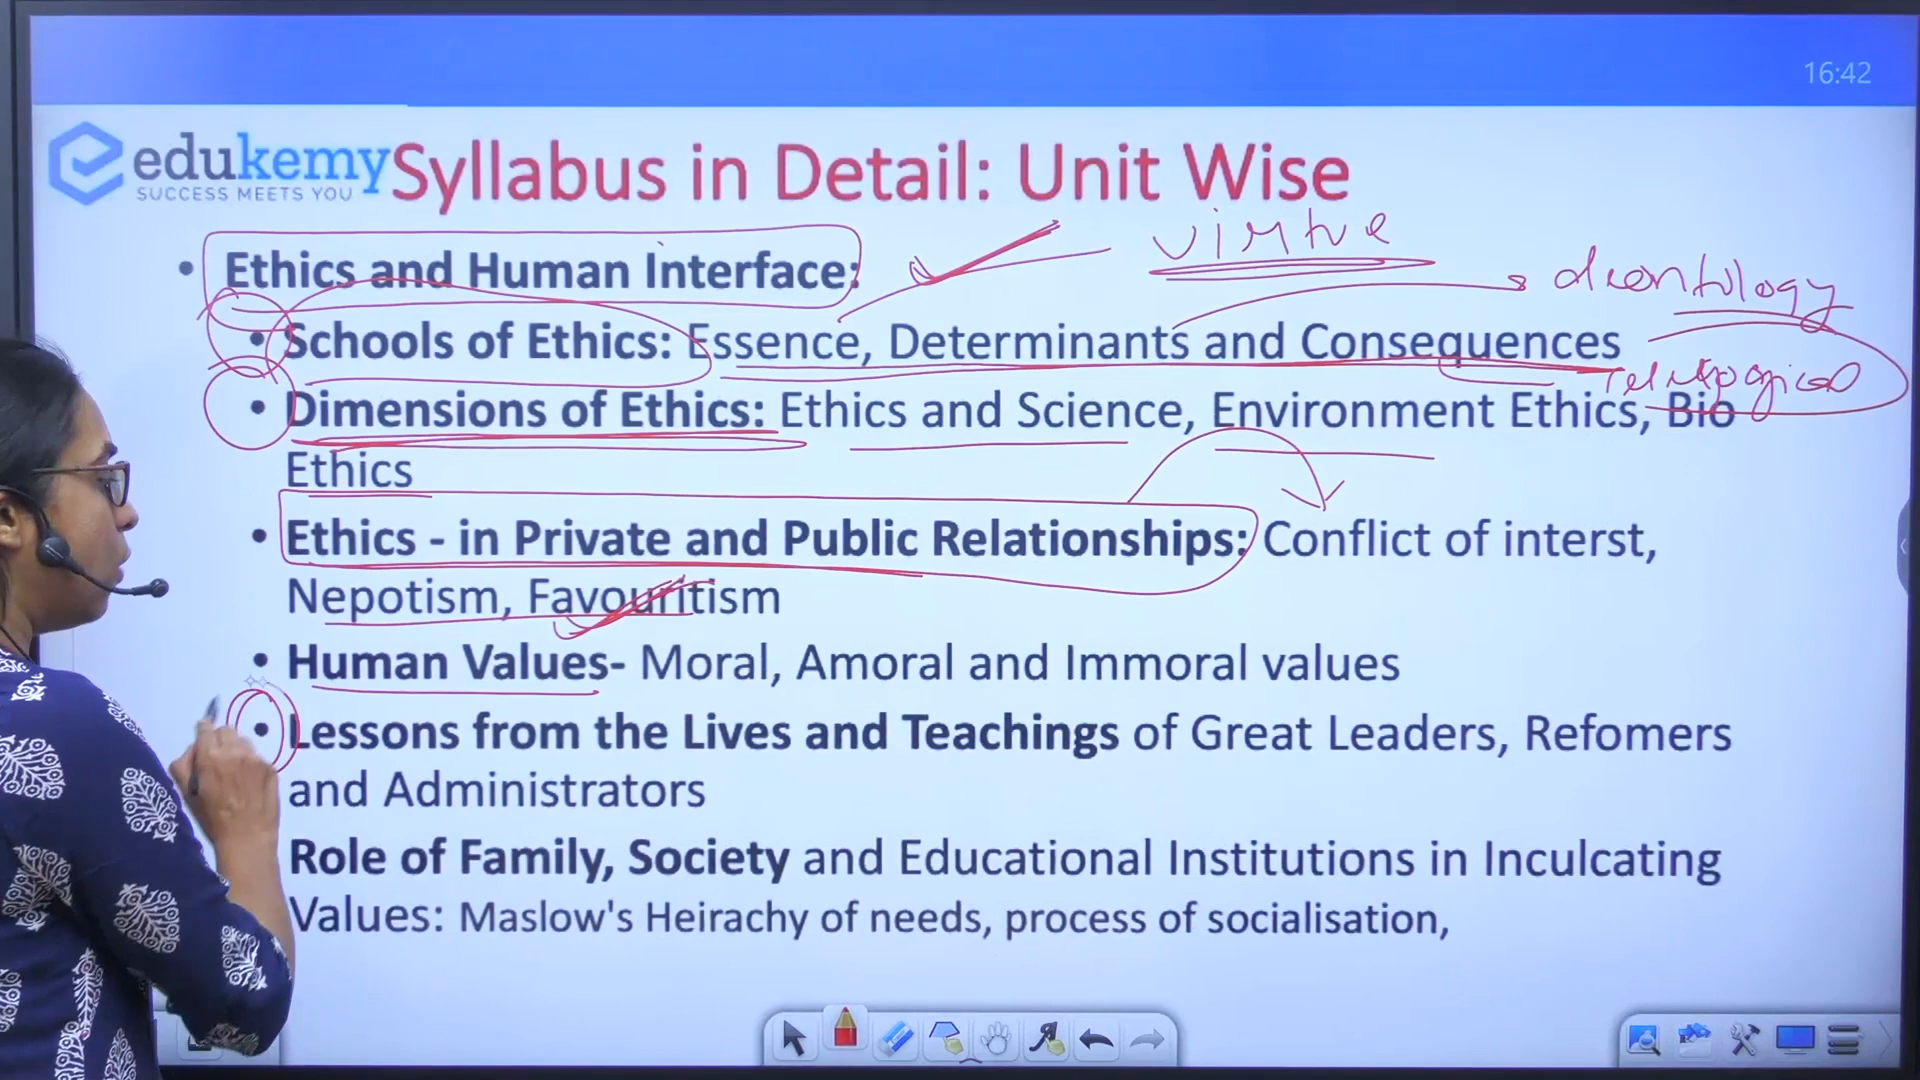 16:42
edukemy
SUCCESS MEETS YOU
Syllabus in Detail: Unit Wise
virtue
• Ethics and Human Interface:
deontology
• Schools of Ethics: Essence, Determinants and Consequences
• Dimensions of Ethics: Ethics and Science, Environment Ethics, Bio
Ethics
• Ethics - in Private and Public Relationships: Conflict of interst,
Nepotism, Favouritism
• Human Values- Moral, Amoral and Immoral values
• Lessons from the Lives and Teachings of Great Leaders, Refomers
and Administrators
Role of Family, Society and Educational Institutions in Inculcating
Values: Maslow's Heirachy of needs, process of socialisation,